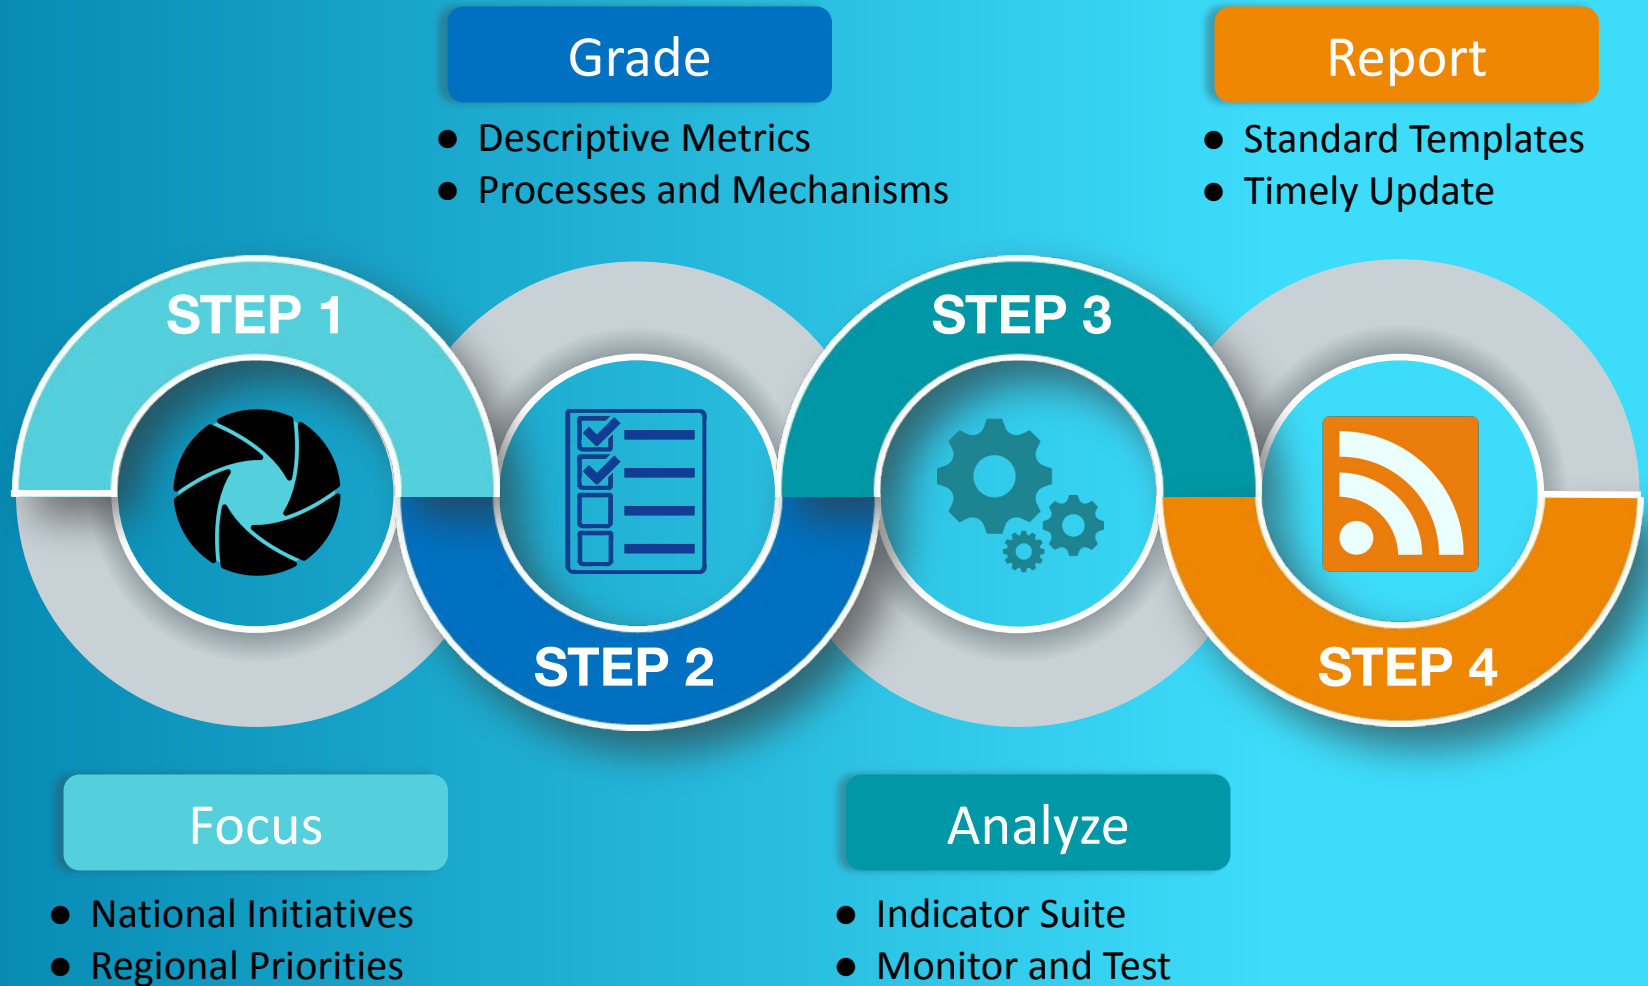 Grade
● Descriptive Metrics
● Processes and Mechanisms
Report
● Standard Templates
● Timely Update
STEP 1
STEP 2
STEP 3
STEP 4
Focus
● National Initiatives
● Regional Priorities
Analyze
● Indicator Suite
● Monitor and Test